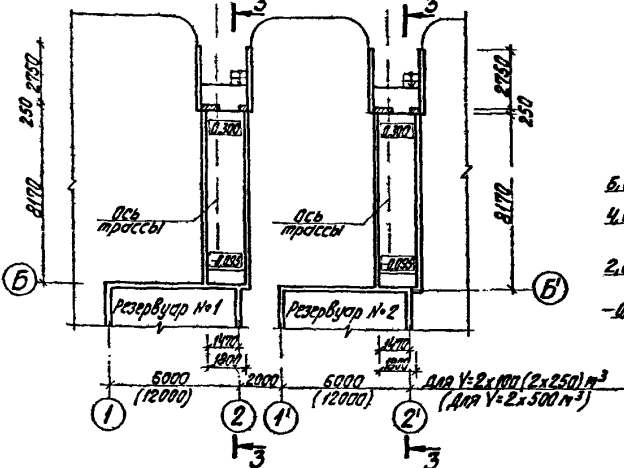 3
3
2750
250
8170
0.300
0.300
2750
250
8170
Ось
трассы
Ось
трассы
-0.035
-0.035
Б
Б'
Резервуар №1
Резервуар №2
1470
1800
1470
1800
6000
(12000)
2000
6000
(12000)
для V=2х100 (2х250) м³
(для V=2х500 м³)
1
2
1'
2'
3
3